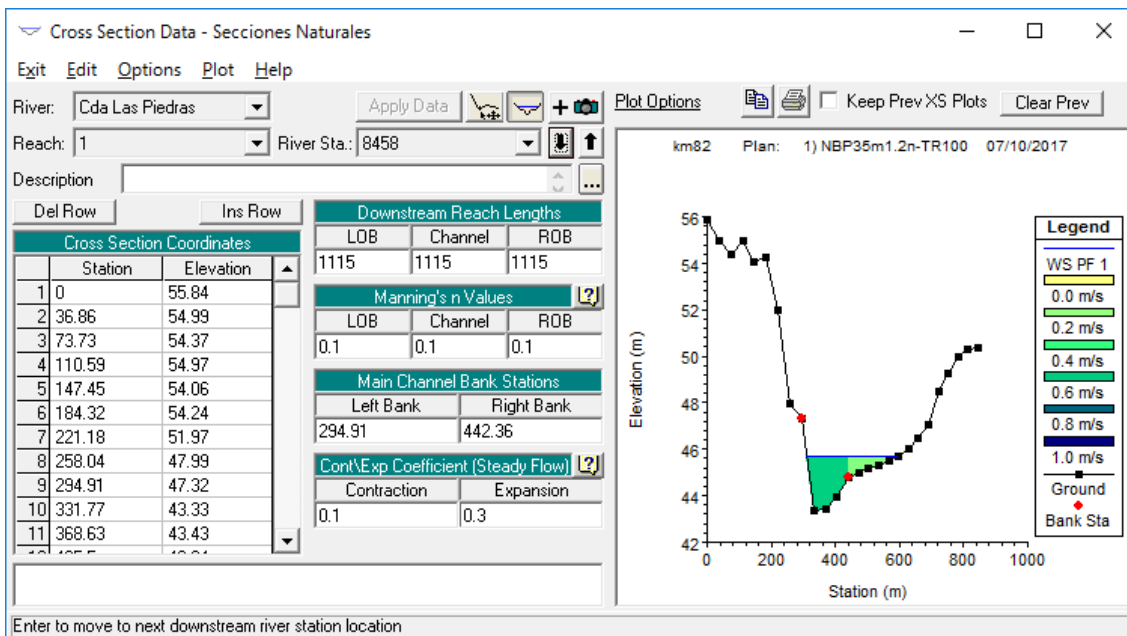 Cross Section Data - Secciones Naturales
Exit Edit Options Plot Help
River: Cda Las Piedras Apply Data
Reach: 1 River Sta.: 8458
Description ...
Del Row Ins Row
Cross Section Coordinates
Station Elevation
1 0 55.84
2 36.86 54.99
3 73.73 54.37
4 110.59 54.97
5 147.45 54.06
6 184.32 54.24
7 221.18 51.97
8 258.04 47.99
9 294.91 47.32
10 331.77 43.33
11 368.63 43.43
Downstream Reach Lengths
LOB Channel ROB
1115 1115 1115
Manning's n Values
LOB Channel ROB
0.1 0.1 0.1
Main Channel Bank Stations
Left Bank Right Bank
294.91 442.36
Cont\Exp Coefficient (Steady Flow)
Contraction Expansion
0.1 0.3
Plot Options Keep Prev XS Plots Clear Prev
km82 Plan: 1) NBP35m1.2n-TR100 07/10/2017
Elevation (m)
56
54
52
50
48
46
44
42
0 200 400 600 800 1000
Station (m)
Legend
WS PF 1
0.0 m/s
0.2 m/s
0.4 m/s
0.6 m/s
0.8 m/s
1.0 m/s
Ground
Bank Sta
Enter to move to next downstream river station location